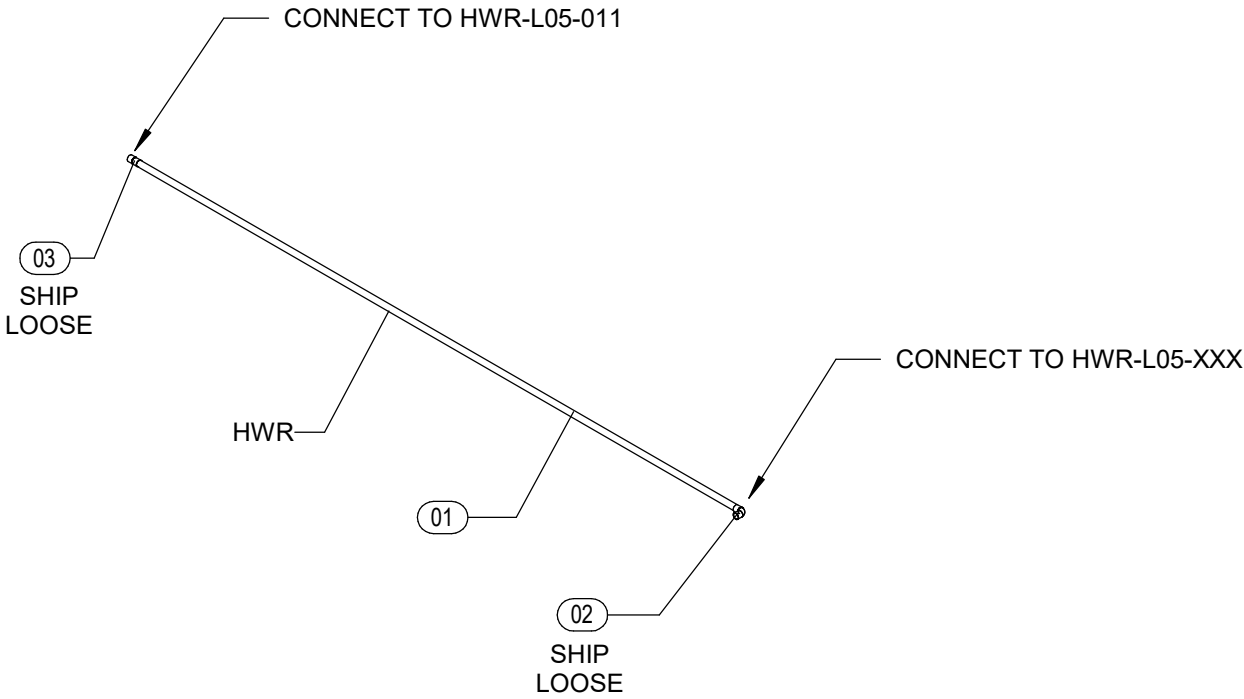 CONNECT TO HWR-L05-011
03
SHIP
LOOSE
CONNECT TO HWR-L05-XXX
HWR
01
02
SHIP
LOOSE